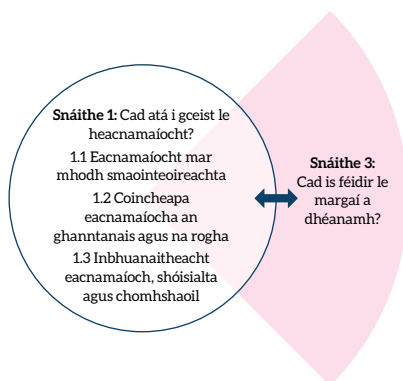 Snáithe 1: Cad atá i gceist le
heacnamaíocht?
1.1 Eacnamaíocht mar
mhodh smaointeoireachta
1.2 Coincheapa
eacnamaíocha an
ghanntanais agus na rogha
1.3 Inbhuanaitheacht
eacnamaíoch, shóisialta
agus chomhshaoil
Snáithe 3:
Cad is féidir le
margaí a
dhéanamh?